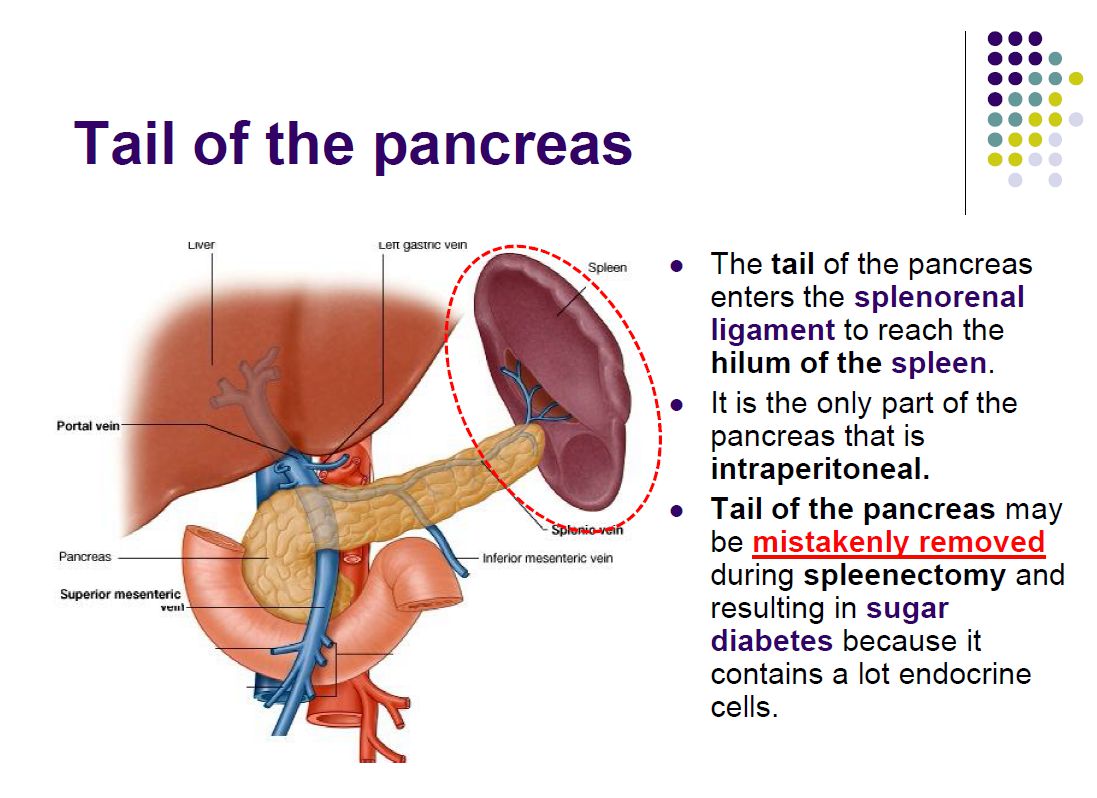 Tail of the pancreas
Liver
Left gastric vein
Spleen
Portal vein
Splenic vein
Pancreas
Inferior mesenteric vein
Superior mesenteric
vein
The tail of the pancreas
enters the splenorenal
ligament to reach the
hilum of the spleen.
It is the only part of the
pancreas that is
intraperitoneal.
Tail of the pancreas may
be mistakenly removed
during spleenectomy and
resulting in sugar
diabetes because it
contains a lot endocrine
cells.